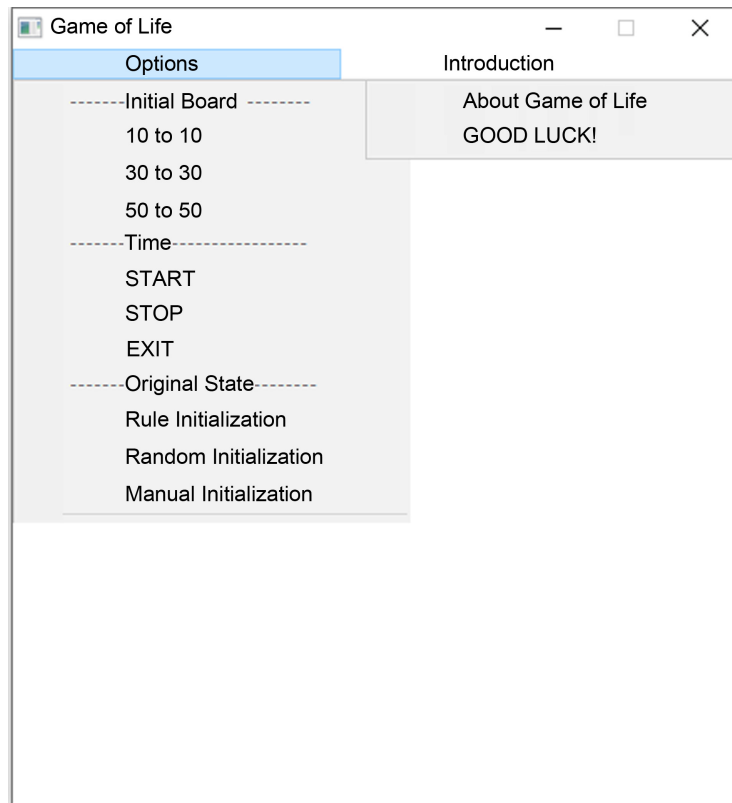 Game of Life
Options Introduction
-------Initial Board --------
10 to 10
30 to 30
50 to 50
-------Time-----------------
START
STOP
EXIT
-------Original State--------
Rule Initialization
Random Initialization
Manual Initialization
About Game of Life
GOOD LUCK!